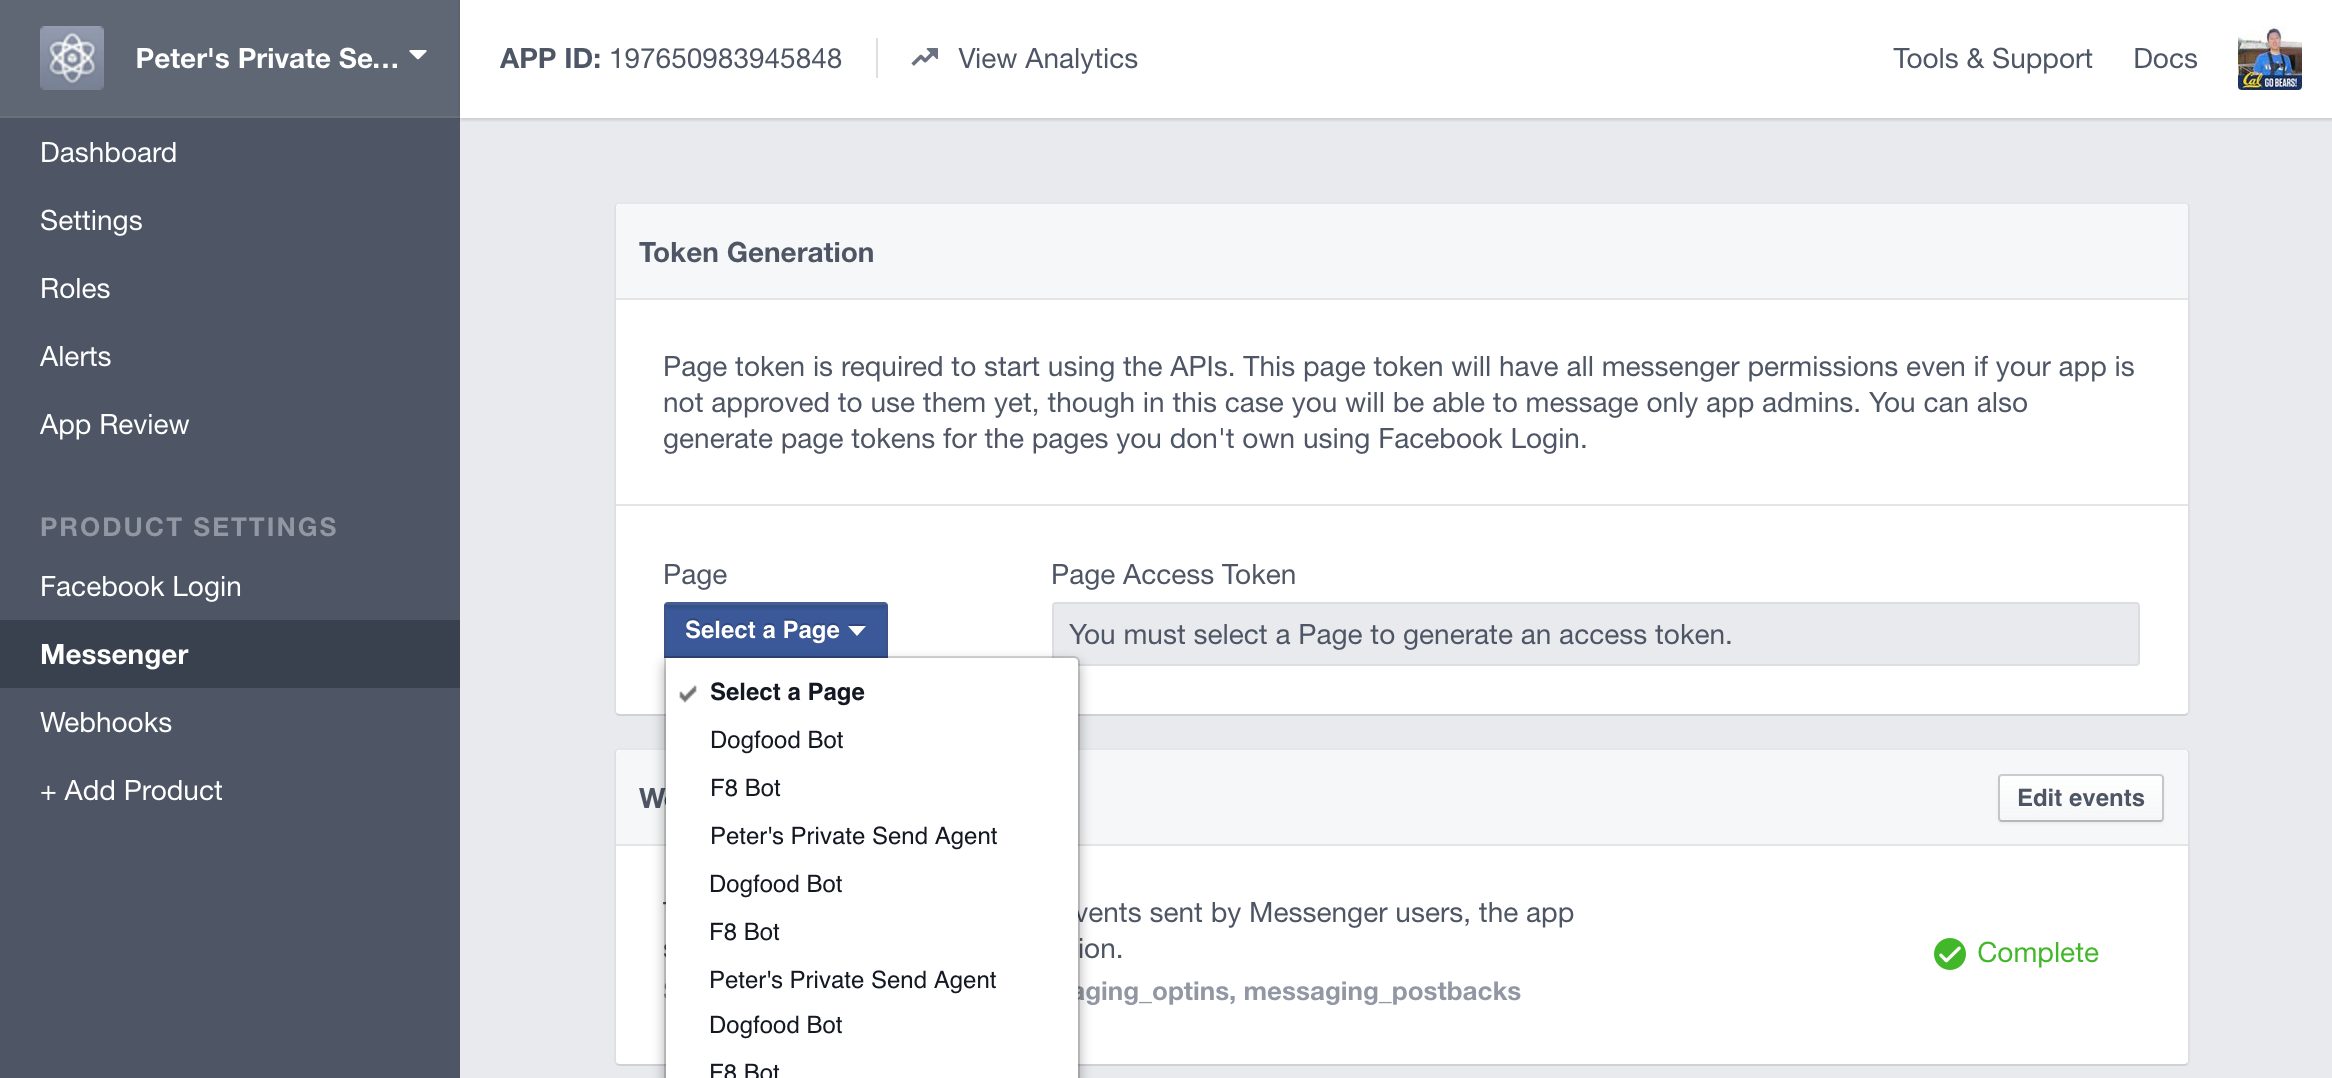 Peter's Private Se...
APP ID: 197650983945848
View Analytics
Tools & Support
Docs
Cal GO BEARS!
Dashboard
Settings
Roles
Alerts
App Review
PRODUCT SETTINGS
Facebook Login
Messenger
Webhooks
+ Add Product
Token Generation
Page token is required to start using the APIs. This page token will have all messenger permissions even if your app is
not approved to use them yet, though in this case you will be able to message only app admins. You can also
generate page tokens for the pages you don't own using Facebook Login.
Page
Page Access Token
Select a Page
You must select a Page to generate an access token.
Select a Page
Dogfood Bot
F8 Bot
Peter's Private Send Agent
Dogfood Bot
F8 Bot
Peter's Private Send Agent
Dogfood Bot
F8 Bot
Edit events
vents sent by Messenger users, the app
ion.
aging_optins, messaging_postbacks
Complete